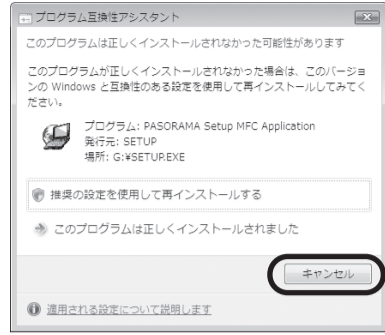 プログラム互換性アシスタント
このプログラムは正しくインストールされなかった可能性があります
このプログラムが正しくインストールされなかった場合は、このバージョ
ンの Windows と互換性のある設定を使用して再インストールしてみてく
ださい。
プログラム: PASORAMA Setup MFC Application
発行元: SETUP
場所: G:¥SETUP.EXE
推奨の設定を使用して再インストールする
このプログラムは正しくインストールされました
キャンセル
適用される設定について説明します